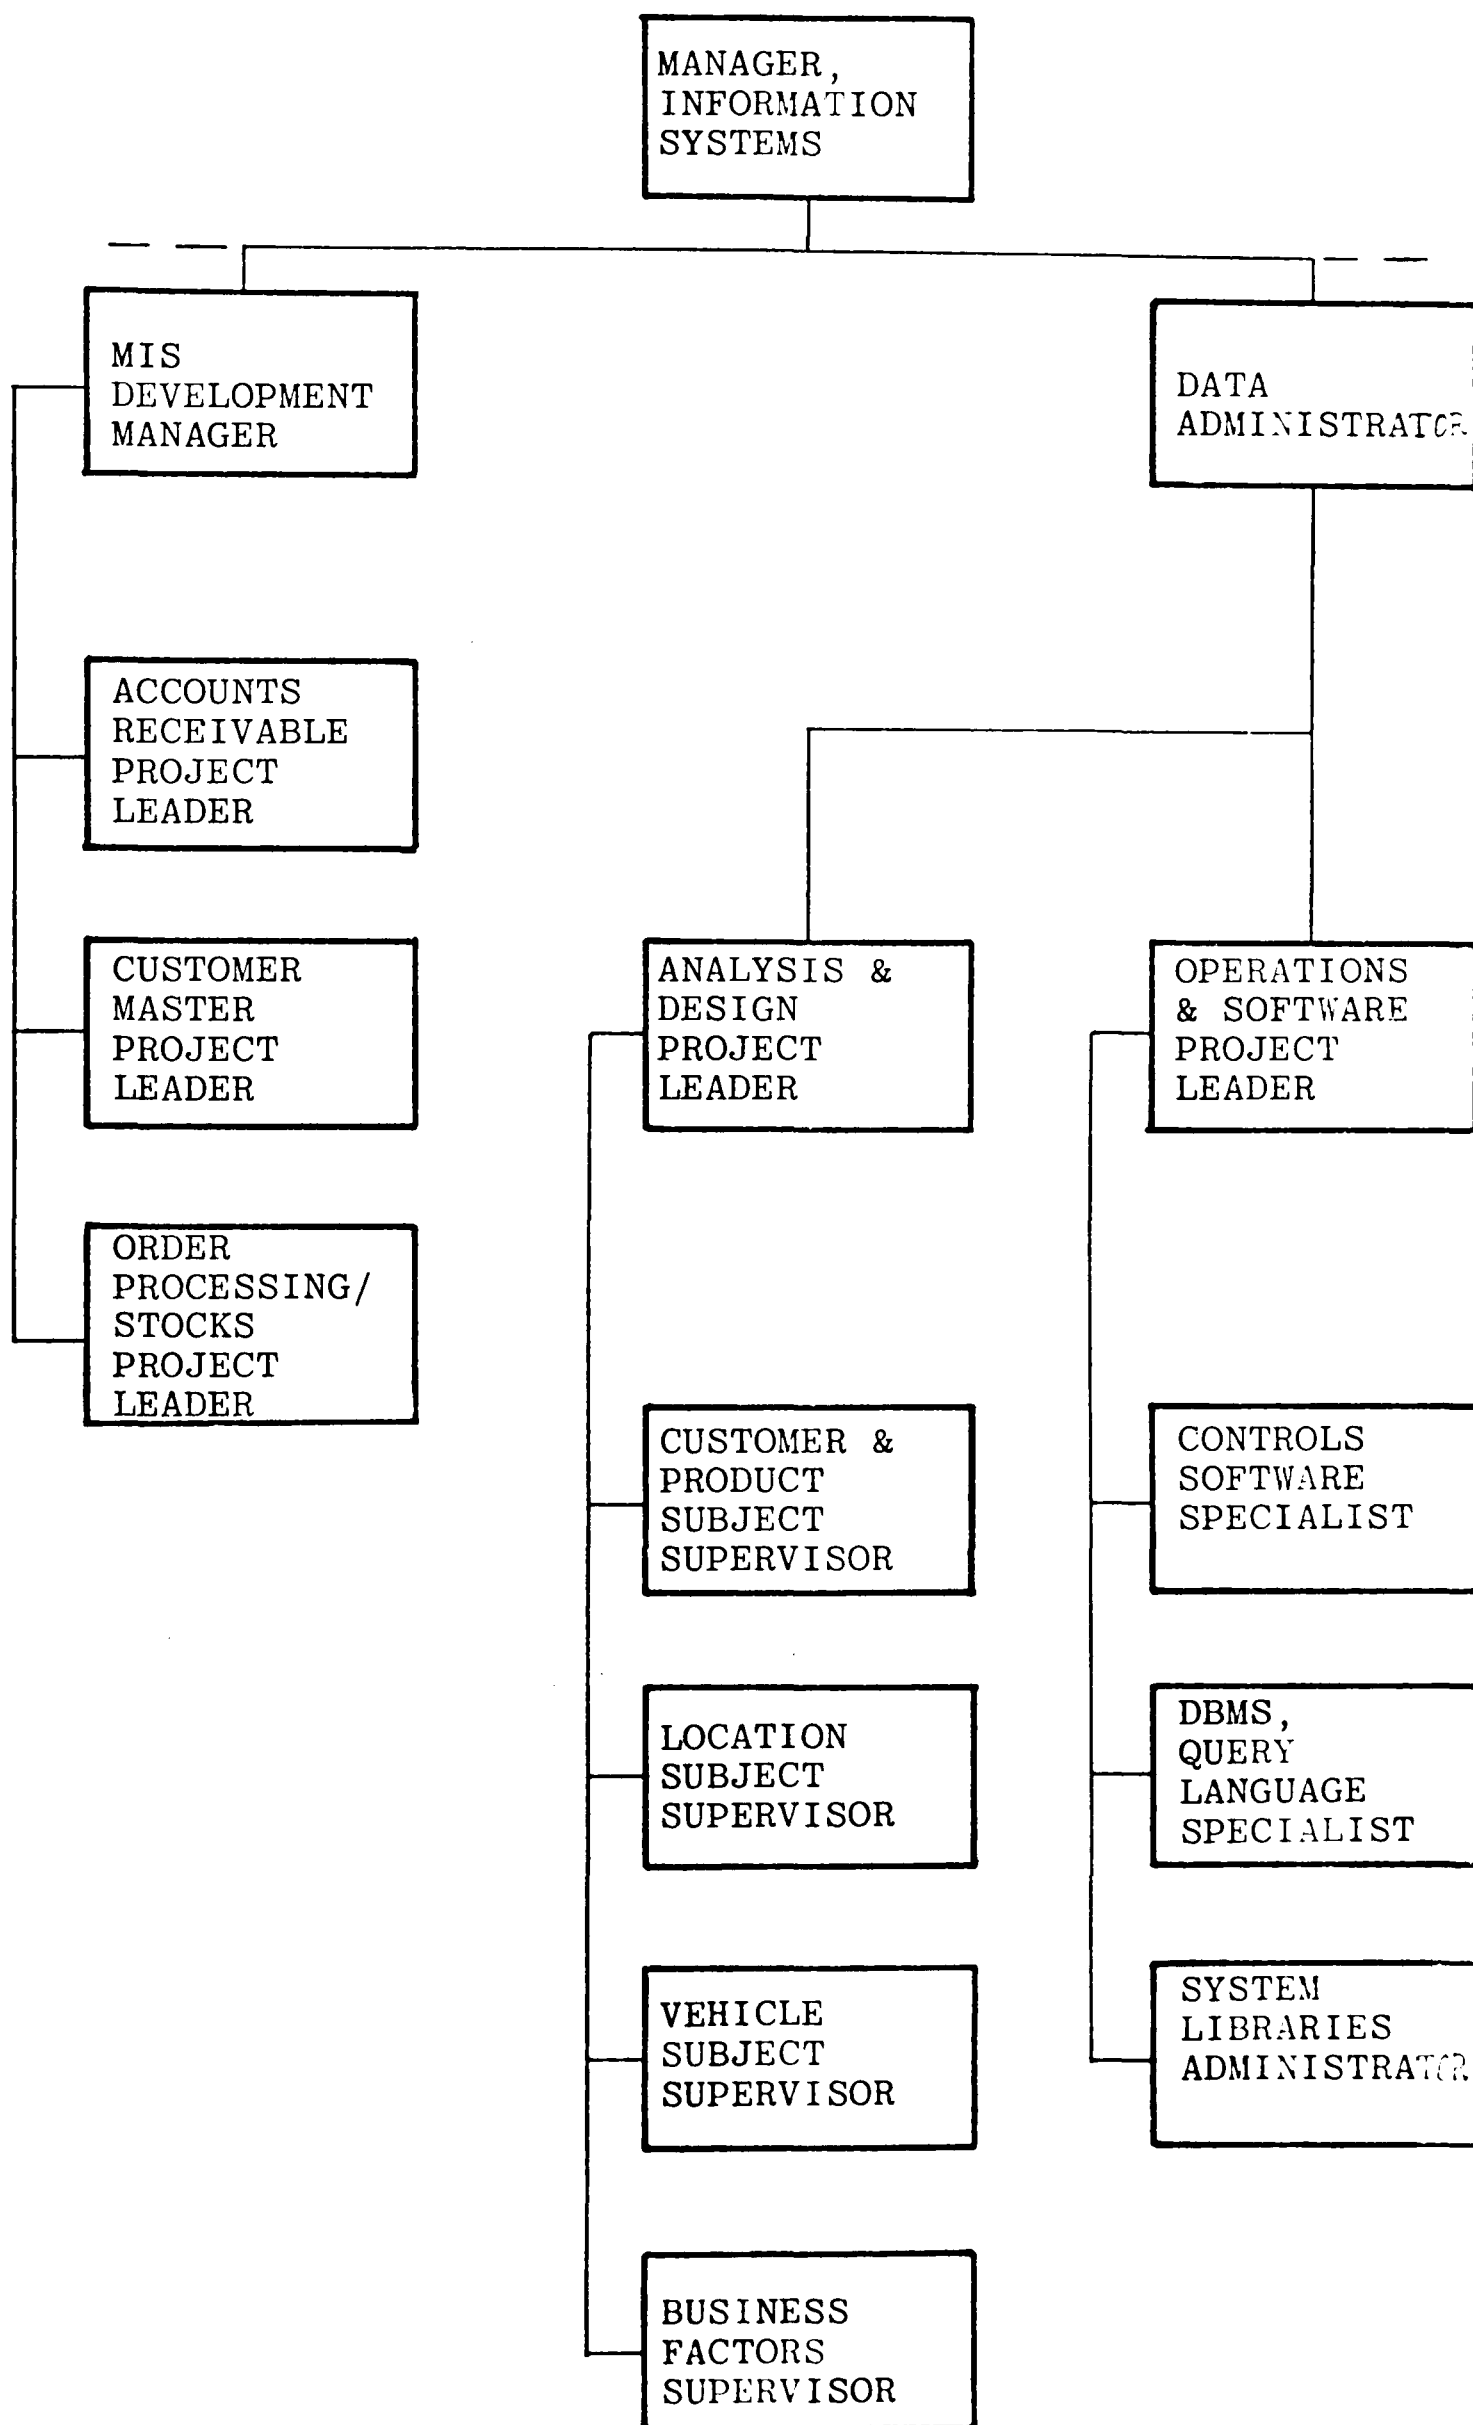 MANAGER,
INFORMATION
SYSTEMS
MIS
DEVELOPMENT
MANAGER
DATA
ADMINISTRATOR
ACCOUNTS
RECEIVABLE
PROJECT
LEADER
CUSTOMER
MASTER
PROJECT
LEADER
ORDER
PROCESSING/
STOCKS
PROJECT
LEADER
ANALYSIS &
DESIGN
PROJECT
LEADER
OPERATIONS
& SOFTWARE
PROJECT
LEADER
CUSTOMER &
PRODUCT
SUBJECT
SUPERVISOR
LOCATION
SUBJECT
SUPERVISOR
VEHICLE
SUBJECT
SUPERVISOR
BUSINESS
FACTORS
SUPERVISOR
CONTROLS
SOFTWARE
SPECIALIST
DBMS,
QUERY
LANGUAGE
SPECIALIST
SYSTEM
LIBRARIES
ADMINISTRATOR